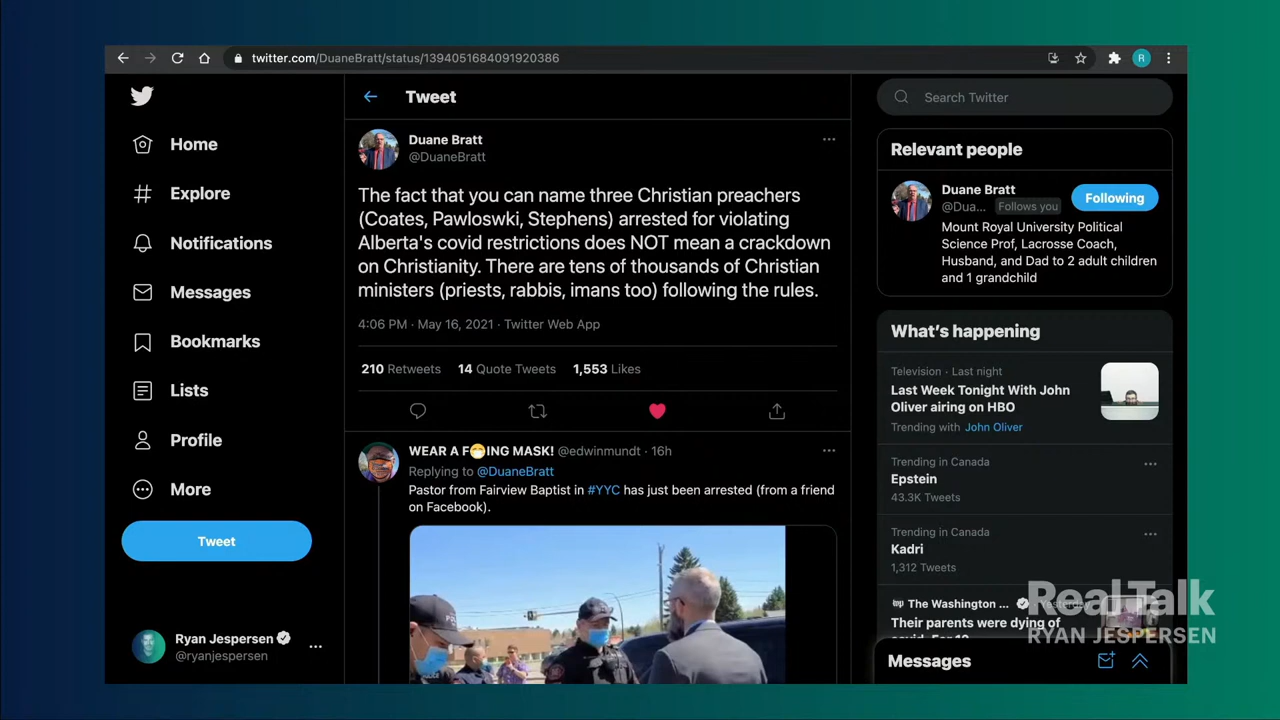 twitter.com/DuaneBratt/status/1394051684091920386
R
Home
Explore
Notifications
Messages
Bookmarks
Lists
Profile
More
Tweet
Ryan Jespersen
@ryanjespersen
Tweet
Duane Bratt
@DuaneBratt
The fact that you can name three Christian preachers
(Coates, Pawloswki, Stephens) arrested for violating
Alberta's covid restrictions does NOT mean a crackdown
on Christianity. There are tens of thousands of Christian
ministers (priests, rabbis, imans too) following the rules.
4:06 PM · May 16, 2021 · Twitter Web App
210 Retweets 14 Quote Tweets 1,553 Likes
WEAR A F😷ING MASK! @edwinmundt · 16h
Replying to @DuaneBratt
Pastor from Fairview Baptist in #YYC has just been arrested (from a friend
on Facebook).
Search Twitter
Relevant people
Duane Bratt
@Dua... Follows you
Following
Mount Royal University Political
Science Prof, Lacrosse Coach,
Husband, and Dad to 2 adult children
and 1 grandchild
What's happening
Television · Last night
Last Week Tonight With John
Oliver airing on HBO
Trending with John Oliver
Trending in Canada
Epstein
43.3K Tweets
Trending in Canada
Kadri
1,312 Tweets
The Washington ... · Yesterday
Their parents were dying of
Messages
Real Talk
RYAN JESPERSEN